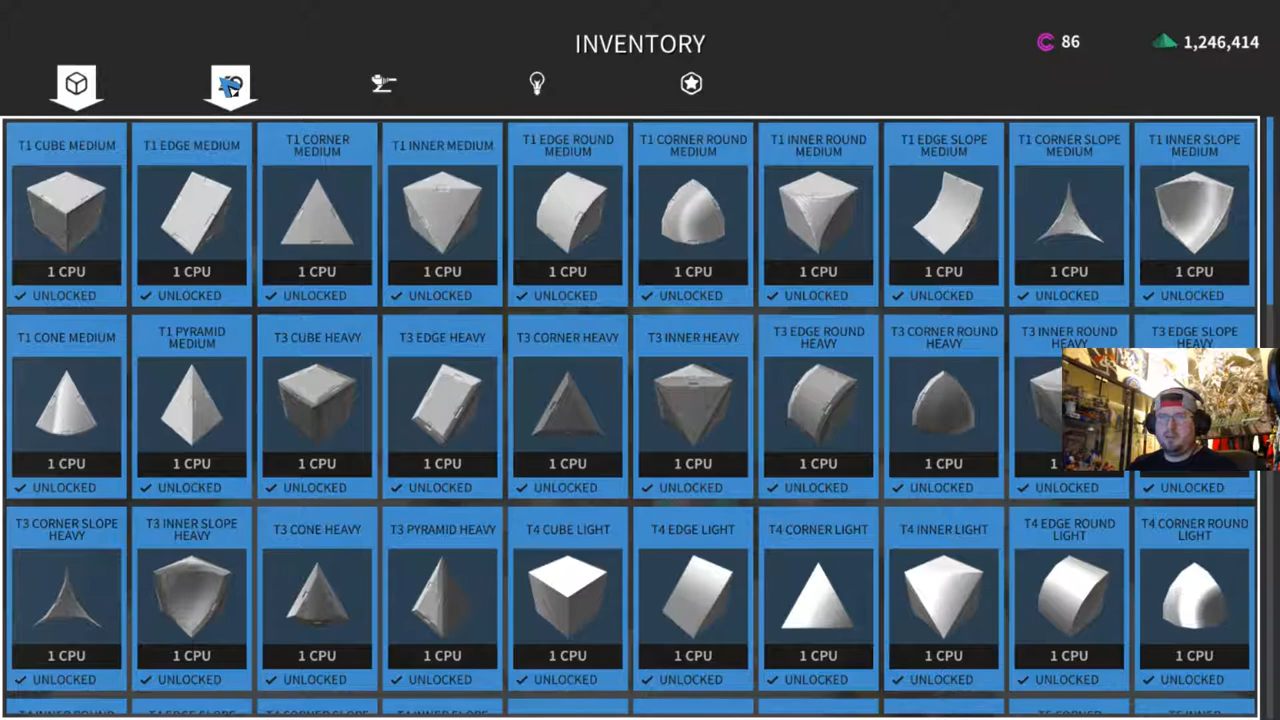 INVENTORY
86
1,246,414
T1 CUBE MEDIUM
T1 EDGE MEDIUM
T1 CORNER
MEDIUM
T1 INNER MEDIUM
T1 EDGE ROUND
MEDIUM
T1 CORNER ROUND
MEDIUM
T1 INNER ROUND
MEDIUM
T1 EDGE SLOPE
MEDIUM
T1 CORNER SLOPE
MEDIUM
T1 INNER SLOPE
MEDIUM
1 CPU
1 CPU
1 CPU
1 CPU
1 CPU
1 CPU
1 CPU
1 CPU
1 CPU
1 CPU
UNLOCKED
UNLOCKED
UNLOCKED
UNLOCKED
UNLOCKED
UNLOCKED
UNLOCKED
UNLOCKED
UNLOCKED
UNLOCKED
T1 CONE MEDIUM
T1 PYRAMID
MEDIUM
T3 CUBE HEAVY
T3 EDGE HEAVY
T3 CORNER HEAVY
T3 INNER HEAVY
T3 EDGE ROUND
HEAVY
T3 CORNER ROUND
HEAVY
T3 INNER ROUND
HEAVY
T3 EDGE SLOPE
HEAVY
1 CPU
1 CPU
1 CPU
1 CPU
1 CPU
1 CPU
1 CPU
1 CPU
UNLOCKED
UNLOCKED
UNLOCKED
UNLOCKED
UNLOCKED
UNLOCKED
UNLOCKED
UNLOCKED
UNLOCKED
UNLOCKED
T3 CORNER SLOPE
HEAVY
T3 INNER SLOPE
HEAVY
T3 CONE HEAVY
T3 PYRAMID HEAVY
T4 CUBE LIGHT
T4 EDGE LIGHT
T4 CORNER LIGHT
T4 INNER LIGHT
T4 EDGE ROUND
LIGHT
T4 CORNER ROUND
LIGHT
1 CPU
1 CPU
1 CPU
1 CPU
1 CPU
1 CPU
1 CPU
1 CPU
1 CPU
1 CPU
UNLOCKED
UNLOCKED
UNLOCKED
UNLOCKED
UNLOCKED
UNLOCKED
UNLOCKED
UNLOCKED
UNLOCKED
UNLOCKED